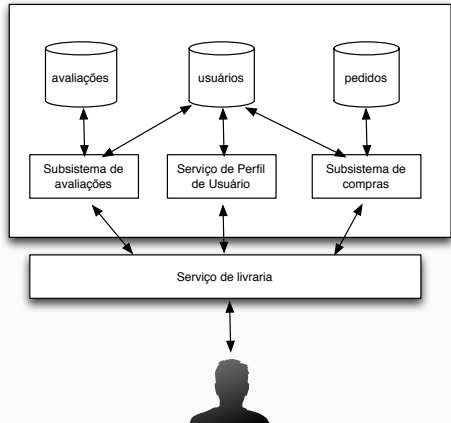 avaliações
usuários
pedidos
Subsistema de
avaliações
Serviço de Perfil
de Usuário
Subsistema de
compras
Serviço de livraria